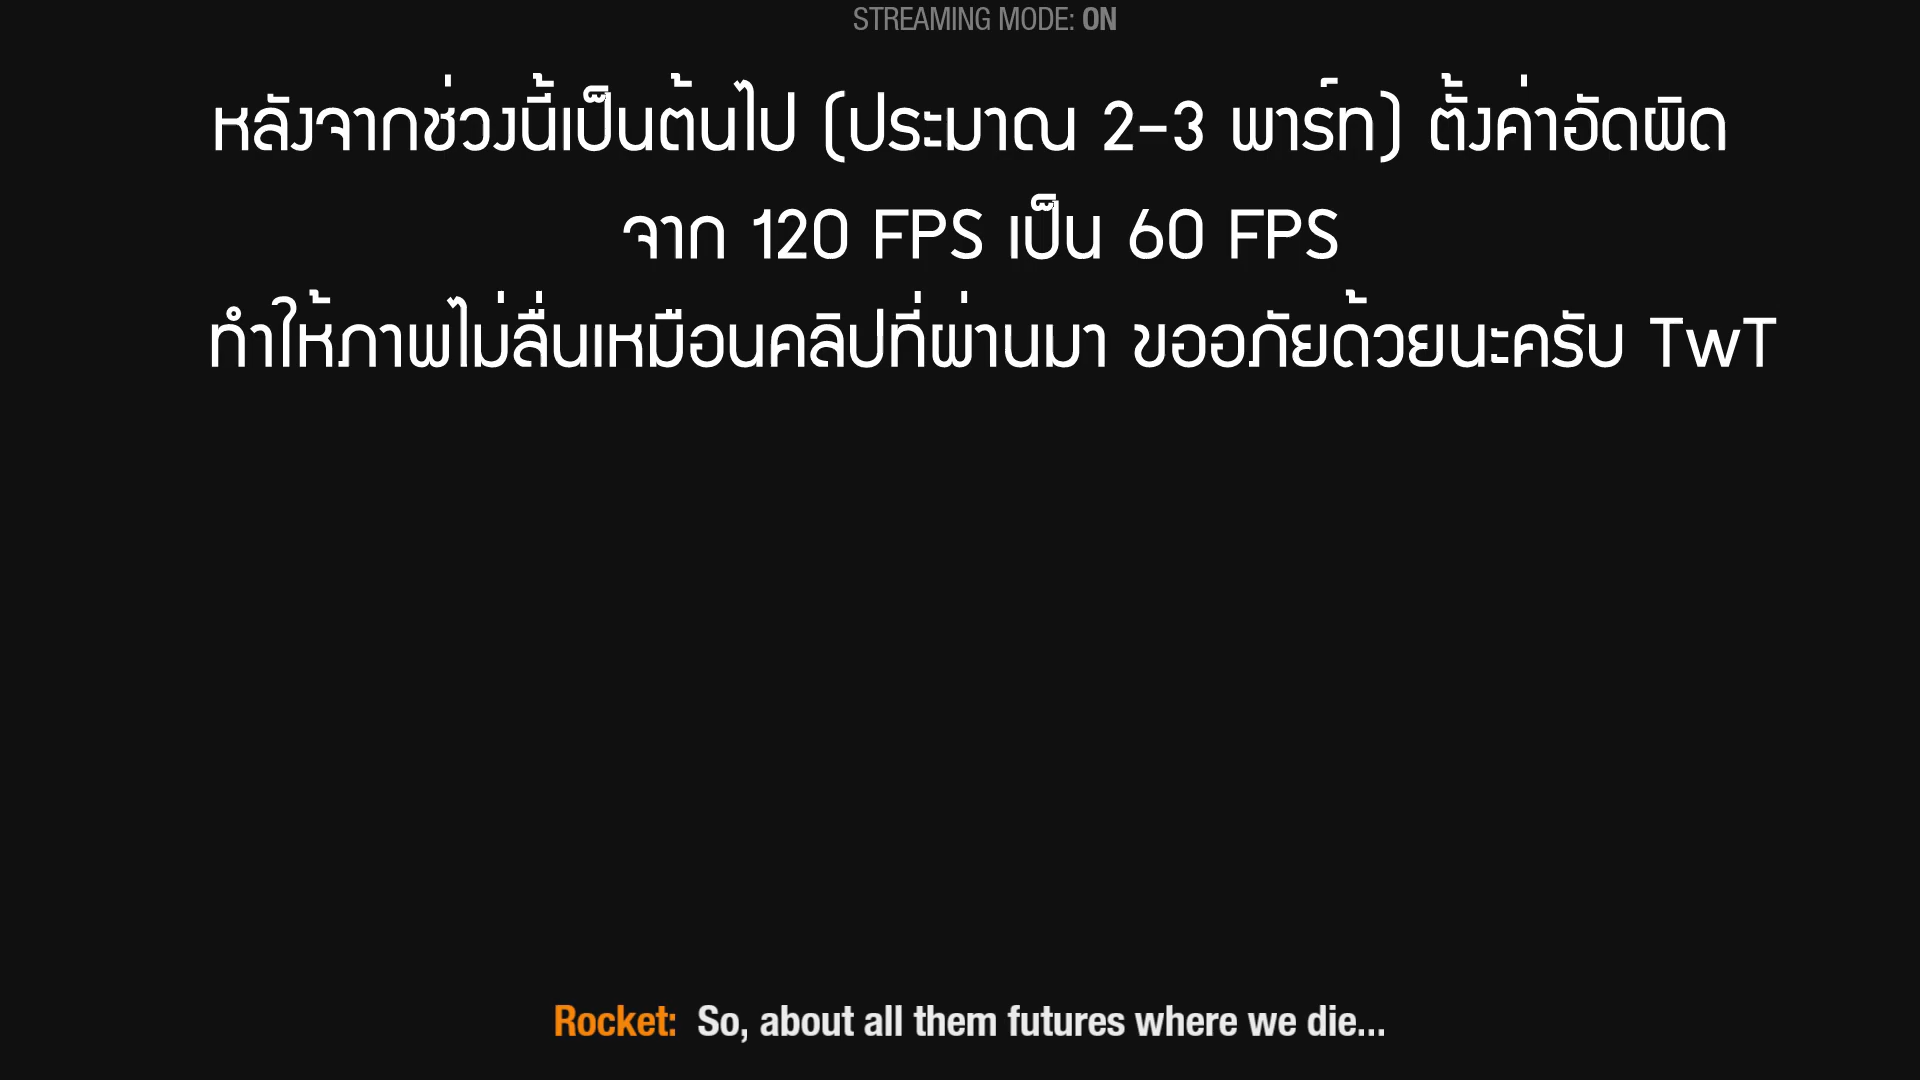 STREAMING MODE: ON
หลังจากช่วงนี้เป็นต้นไป (ประมาณ 2-3 พาร์ท) ตั้งค่าอัดผิด
จาก 120 FPS เป็น 60 FPS
ทำให้ภาพไม่ลื่นเหมือนคลิปที่ผ่านมา ขออภัยด้วยนะครับ TwT
Rocket: So, about all them futures where we die...